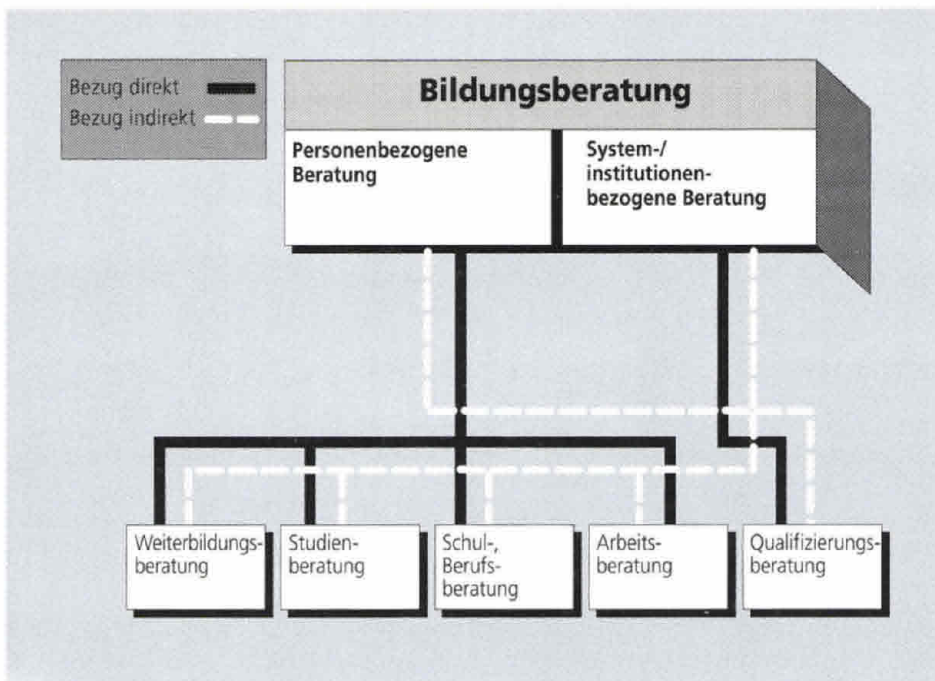 Bezug direkt
Bezug indirekt
Bildungsberatung
Personenbezogene
Beratung
System-/
institutionen-
bezogene Beratung
Weiterbildungs-
beratung
Studien-
beratung
Schul-,
Berufs-
beratung
Arbeits-
beratung
Qualifizierungs-
beratung